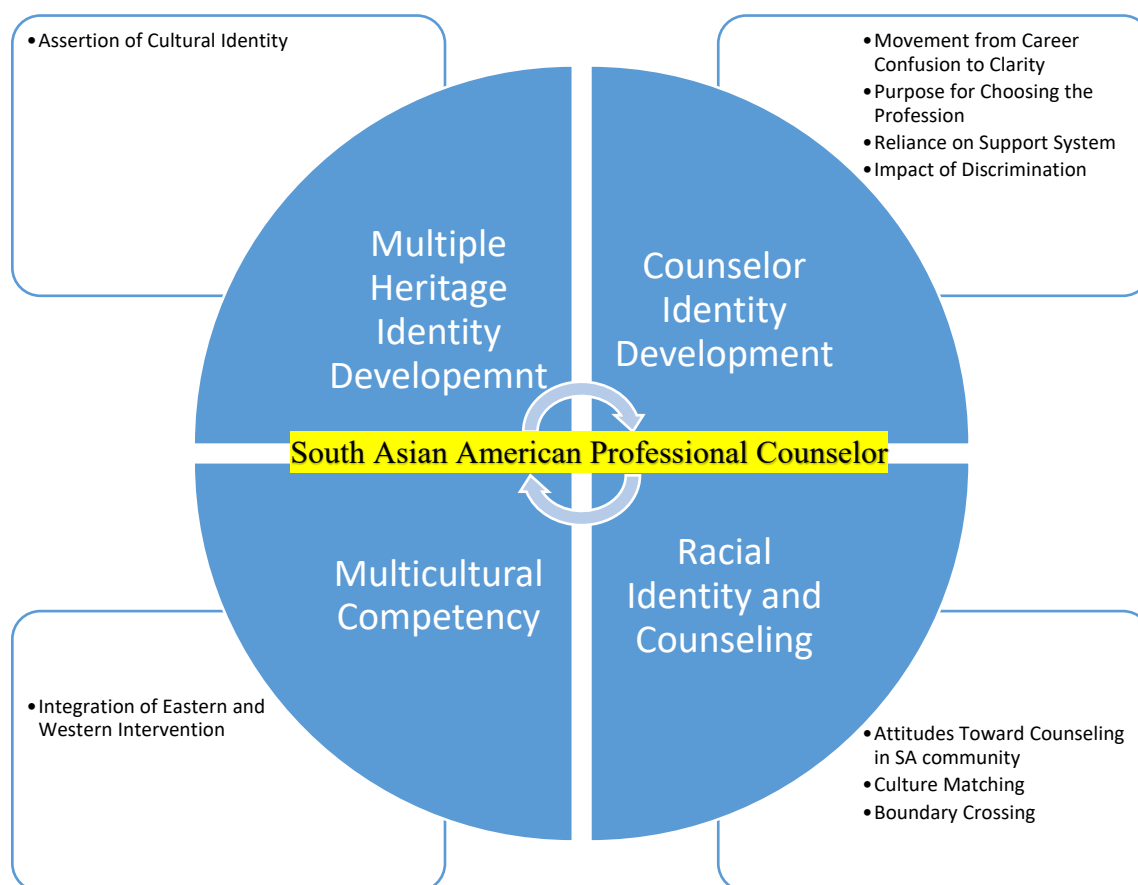 •Assertion of Cultural Identity
•Movement from Career
Confusion to Clarity
•Purpose for Choosing the
Profession
•Reliance on Support System
•Impact of Discrimination
Multiple
Heritage
Identity
Developemnt
Counselor
Identity
Development
South Asian American Professional Counselor
Multicultural
Competency
Racial
Identity and
Counseling
•Integration of Eastern and
Western Intervention
•Attitudes Toward Counseling
in SA community
•Culture Matching
•Boundary Crossing